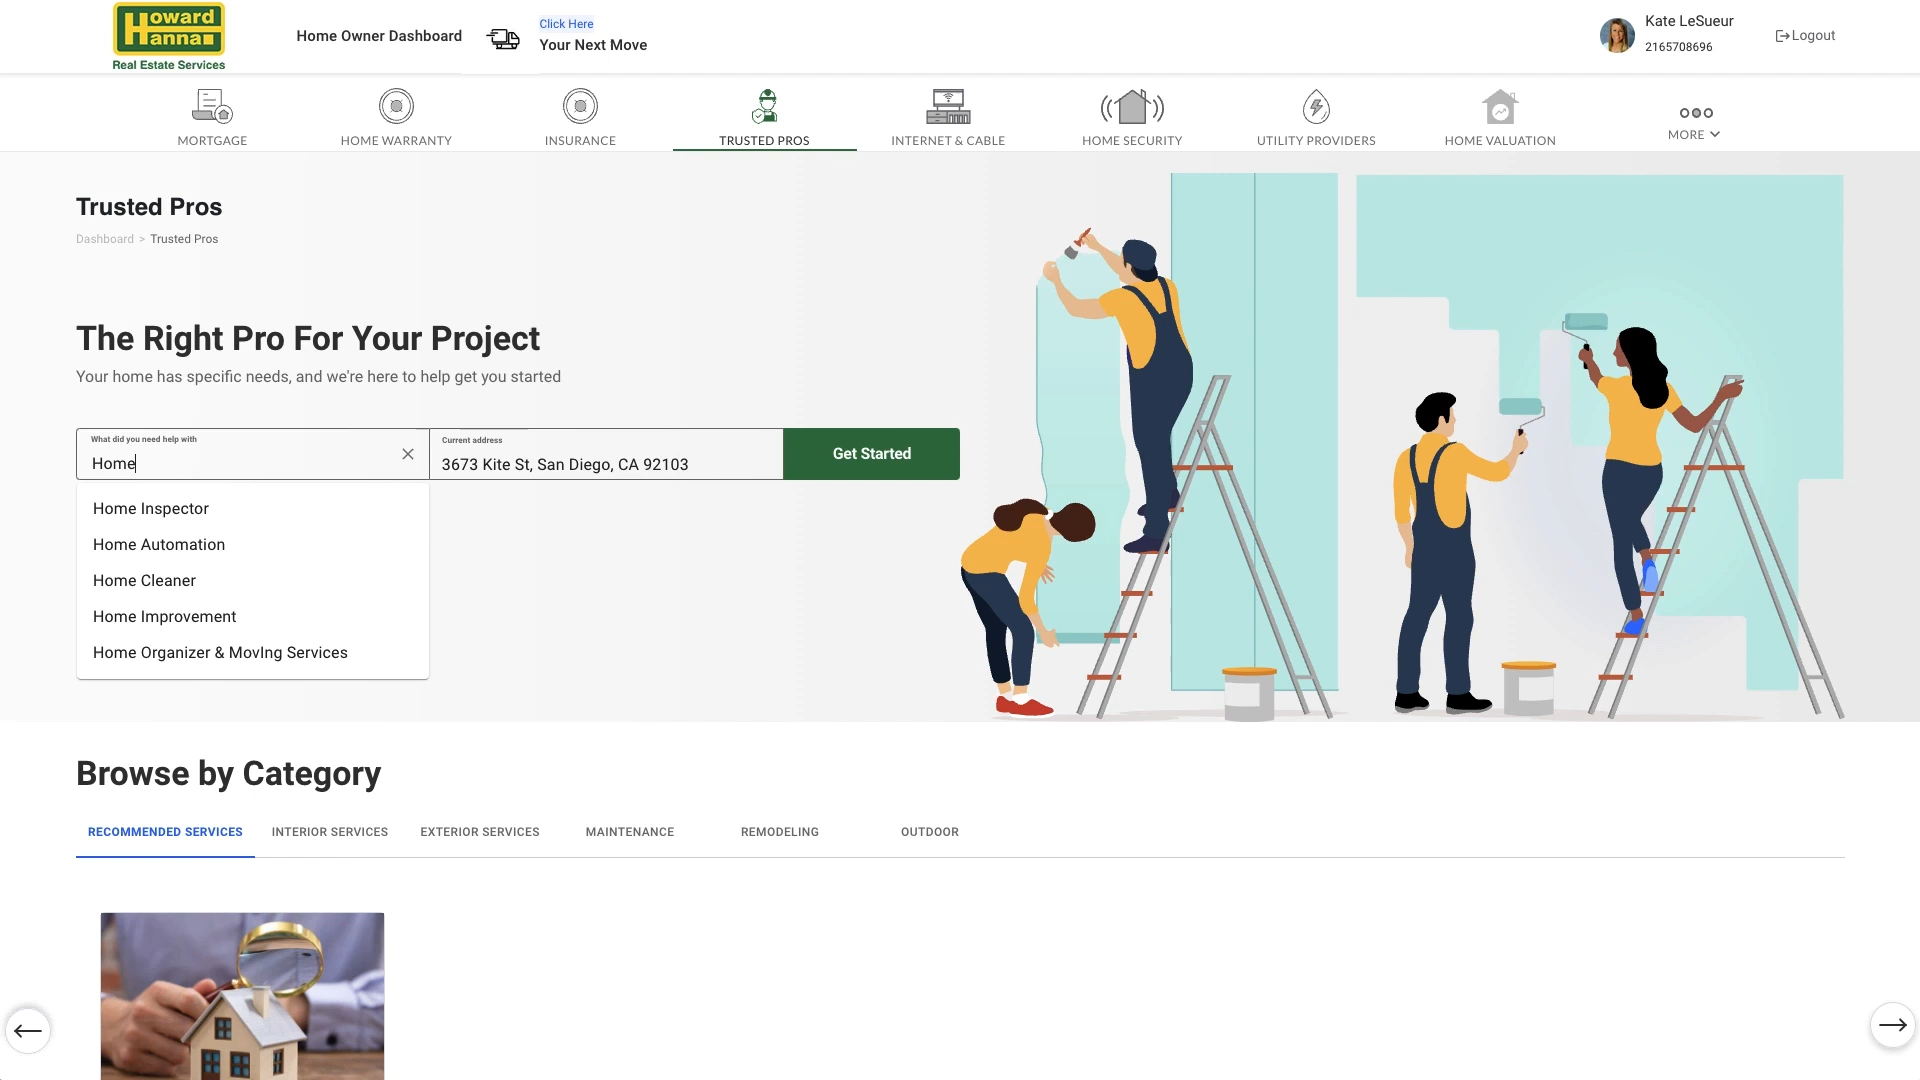 Howard
Hanna
Real Estate Services
Home Owner Dashboard
Click Here
Your Next Move
Kate LeSueur
2165708696
Logout
MORTGAGE
HOME WARRANTY
INSURANCE
TRUSTED PROS
INTERNET & CABLE
HOME SECURITY
UTILITY PROVIDERS
HOME VALUATION
MORE
Trusted Pros
Dashboard > Trusted Pros
The Right Pro For Your Project
Your home has specific needs, and we're here to help get you started
What did you need help with
Home
Current address
3673 Kite St, San Diego, CA 92103
Get Started
Home Inspector
Home Automation
Home Cleaner
Home Improvement
Home Organizer & MovIng Services
Browse by Category
RECOMMENDED SERVICES
INTERIOR SERVICES
EXTERIOR SERVICES
MAINTENANCE
REMODELING
OUTDOOR